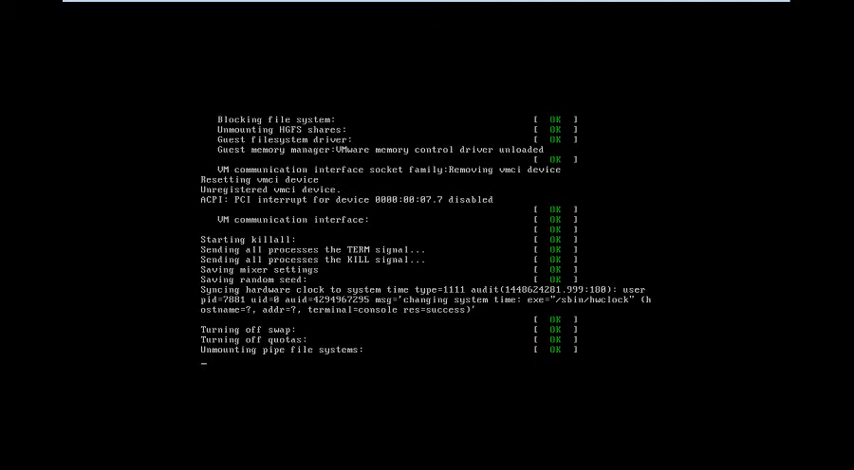 Blocking file system: [ OK ]
Unmounting HGFS shares: [ OK ]
Guest filesystem driver: [ OK ]
Guest memory manager:VMware memory control driver unloaded
[ OK ]
VM communication interface socket family:Removing vmci device
Resetting vmci device
Unregistered vmci device.
ACPI: PCI interrupt for device 0000:00:07.7 disabled
[ OK ]
VM communication interface: [ OK ]
[ OK ]
Starting killall: [ OK ]
Sending all processes the TERM signal... [ OK ]
Sending all processes the KILL signal... [ OK ]
Saving mixer settings [ OK ]
Saving random seed: [ OK ]
Syncing hardware clock to system time type=1111 audit(1448624281.999:180): user
pid=7881 uid=0 auid=4294967295 msg='changing system time: exe="/sbin/hwclock" (h
ostname=?, addr=?, terminal=console res=success)'
[ OK ]
Turning off swap: [ OK ]
Turning off quotas: [ OK ]
Unmounting pipe file systems: [ OK ]
_